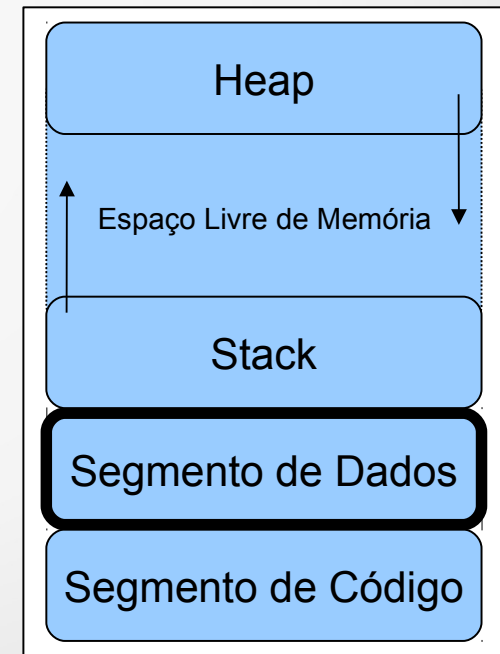 Heap
Espaço Livre de Memória
Stack
Segmento de Dados
Segmento de Código